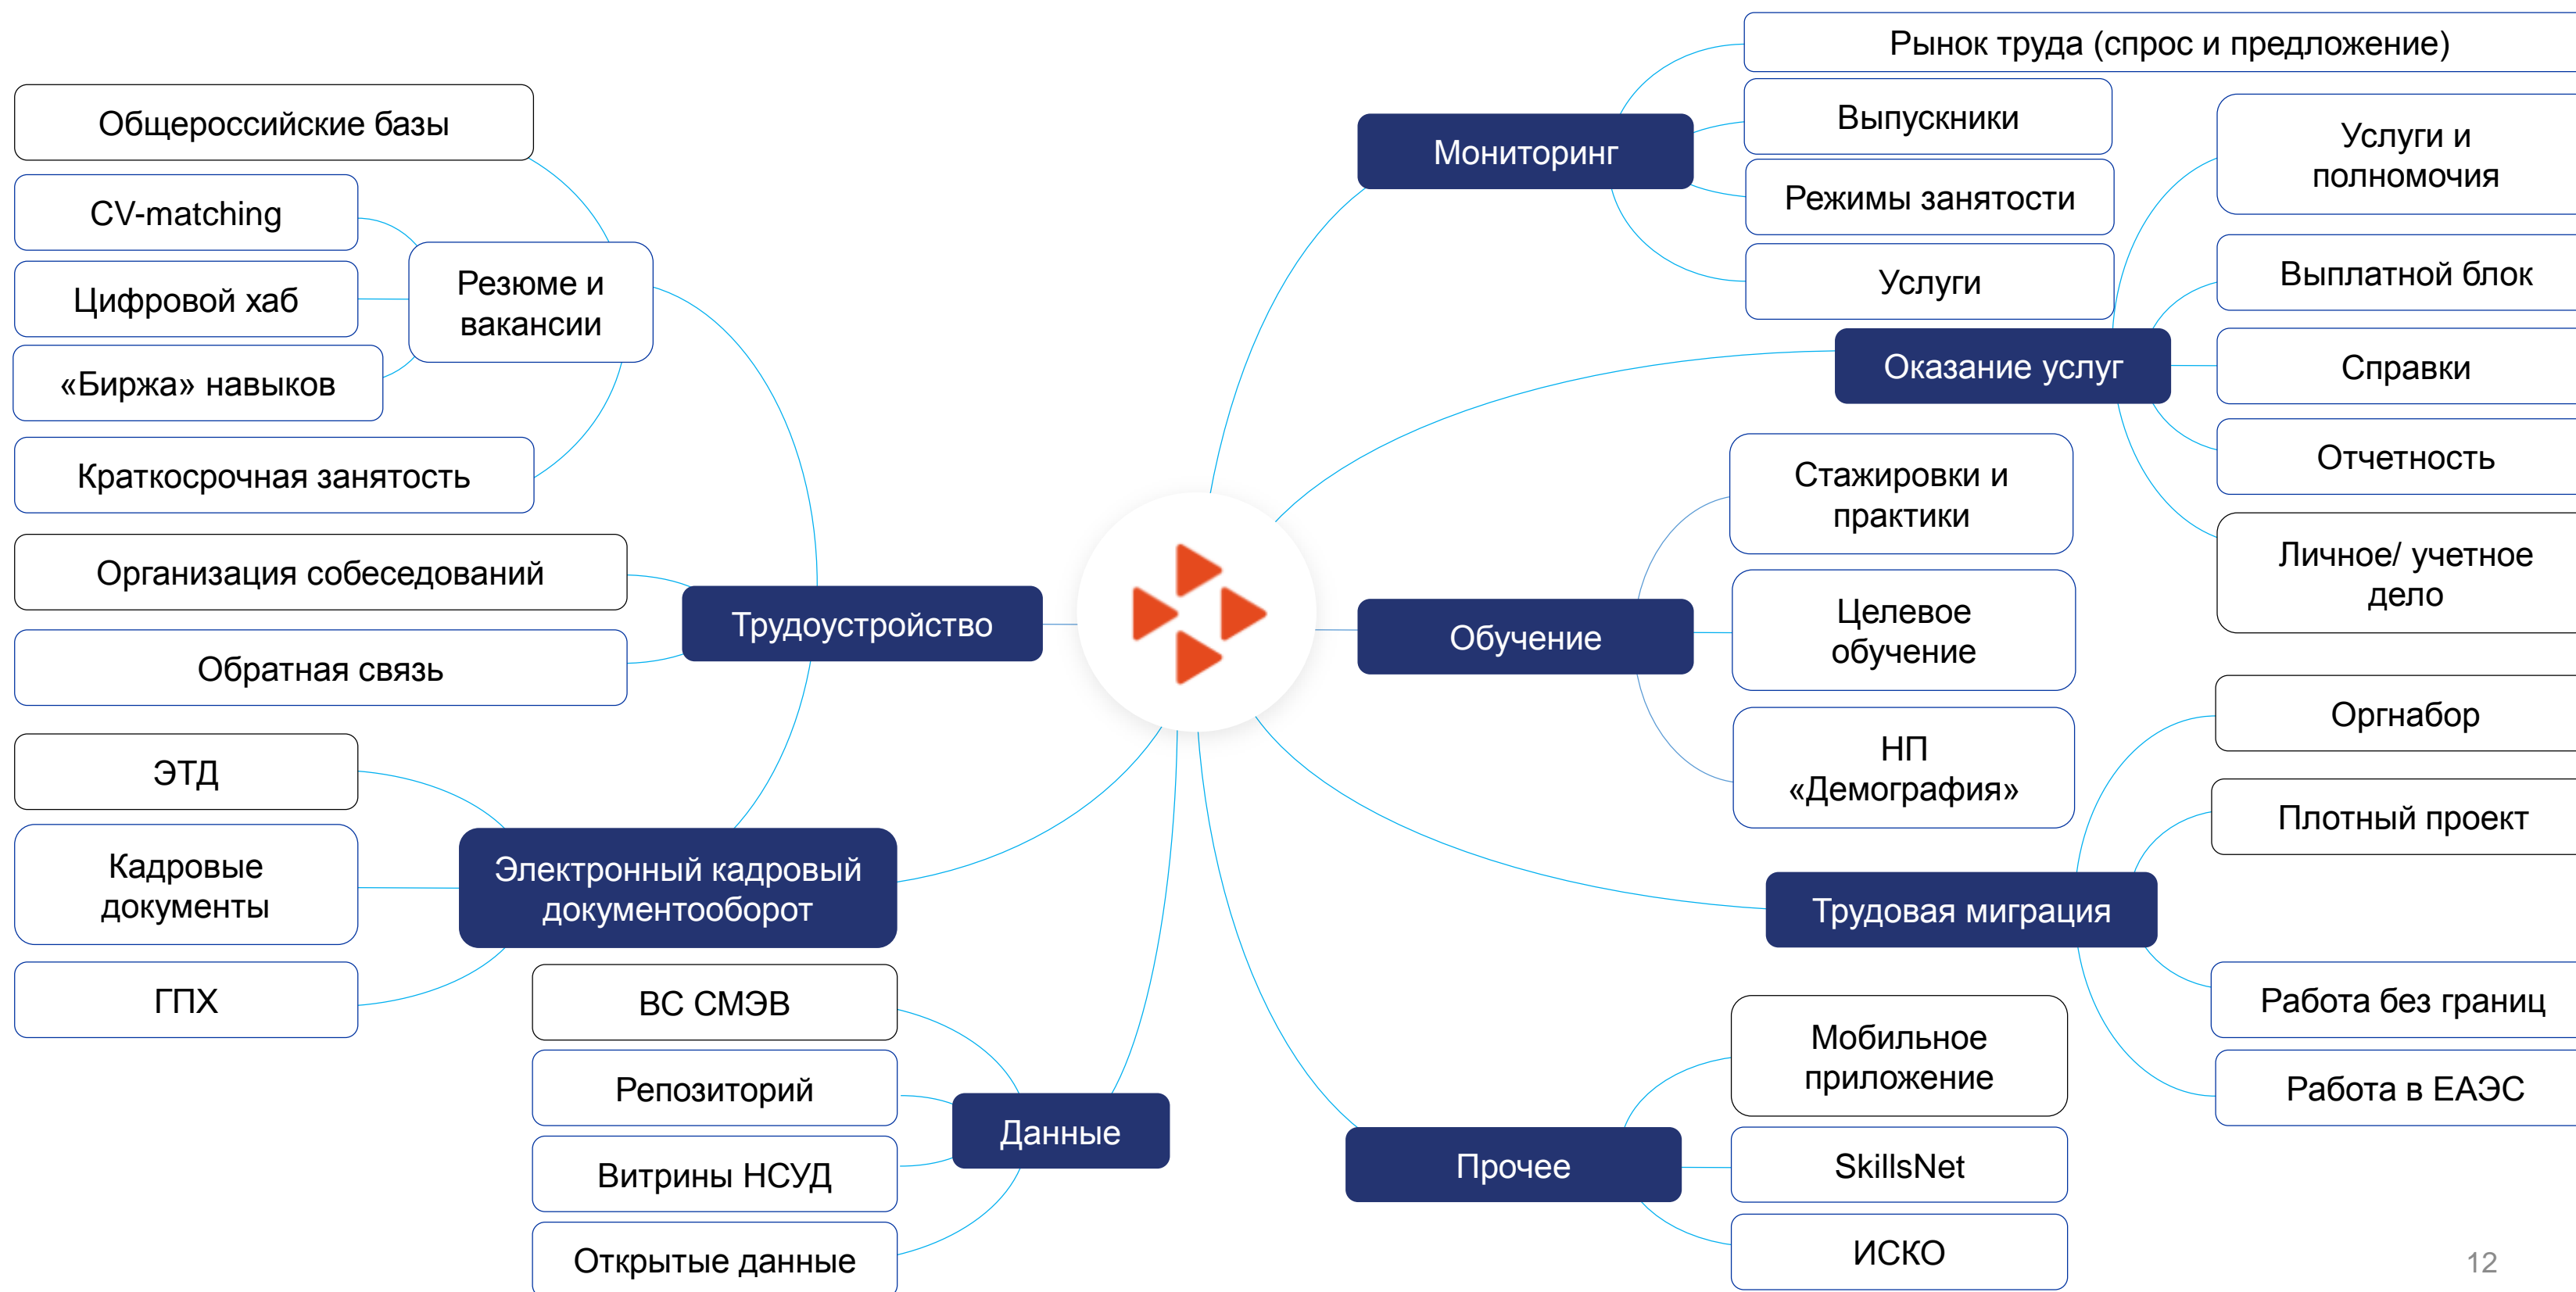 Общероссийские базы
CV-matching
Цифровой хаб
«Биржа» навыков
Краткосрочная занятость
Резюме и
вакансии
Организация собеседований
Обратная связь
Трудоустройство
ЭТД
Кадровые
документы
ГПХ
Электронный кадровый
документооборот
ВС СМЭВ
Репозиторий
Витрины НСУД
Открытые данные
Данные
Мониторинг
Рынок труда (спрос и предложение)
Выпускники
Режимы занятости
Услуги
Оказание услуг
Услуги и
полномочия
Выплатной блок
Справки
Отчетность
Личное/ учетное
дело
Обучение
Стажировки и
практики
Целевое
обучение
НП
«Демография»
Трудовая миграция
Оргнабор
Плотный проект
Работа без границ
Работа в ЕАЭС
Прочее
Мобильное
приложение
SkillsNet
ИСКО
12